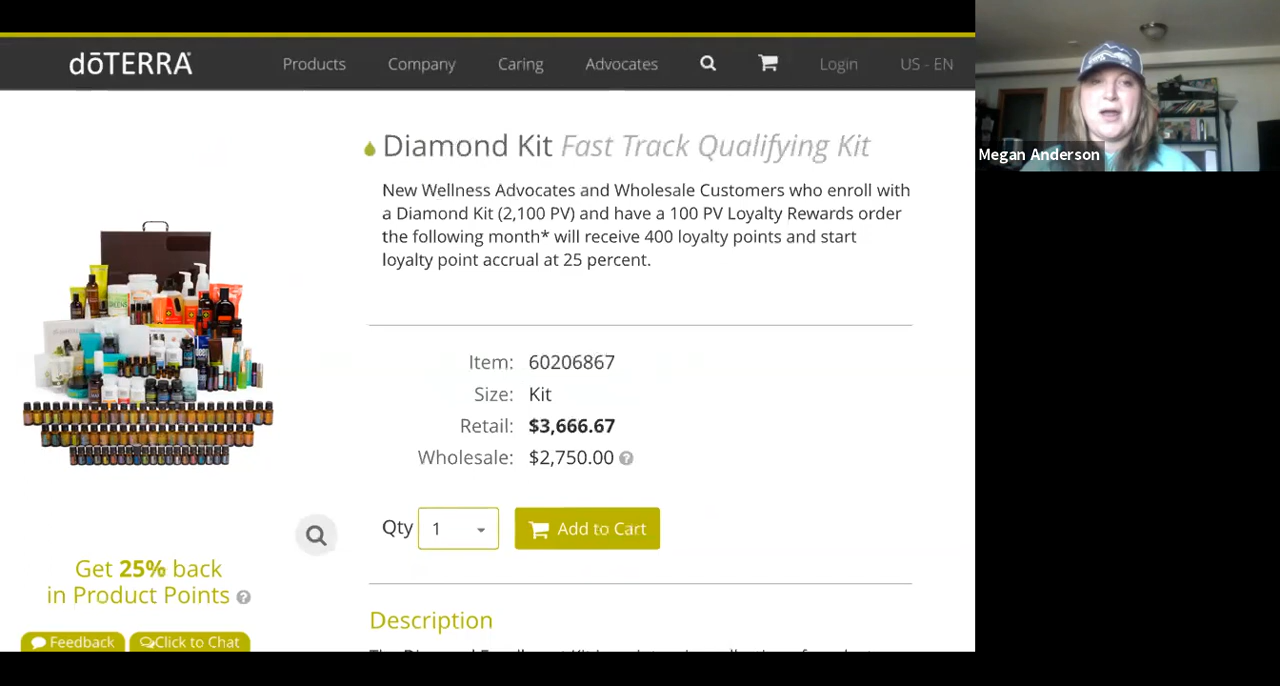 dōTERRA
Products Company Caring Advocates Login US - EN
Diamond Kit Fast Track Qualifying Kit
New Wellness Advocates and Wholesale Customers who enroll with
a Diamond Kit (2,100 PV) and have a 100 PV Loyalty Rewards order
the following month* will receive 400 loyalty points and start
loyalty point accrual at 25 percent.
Item: 60206867
Size: Kit
Retail: $3,666.67
Wholesale: $2,750.00 ?
Qty 1 Add to Cart
Get 25% back
in Product Points ?
Feedback Click to Chat
Description
Megan Anderson